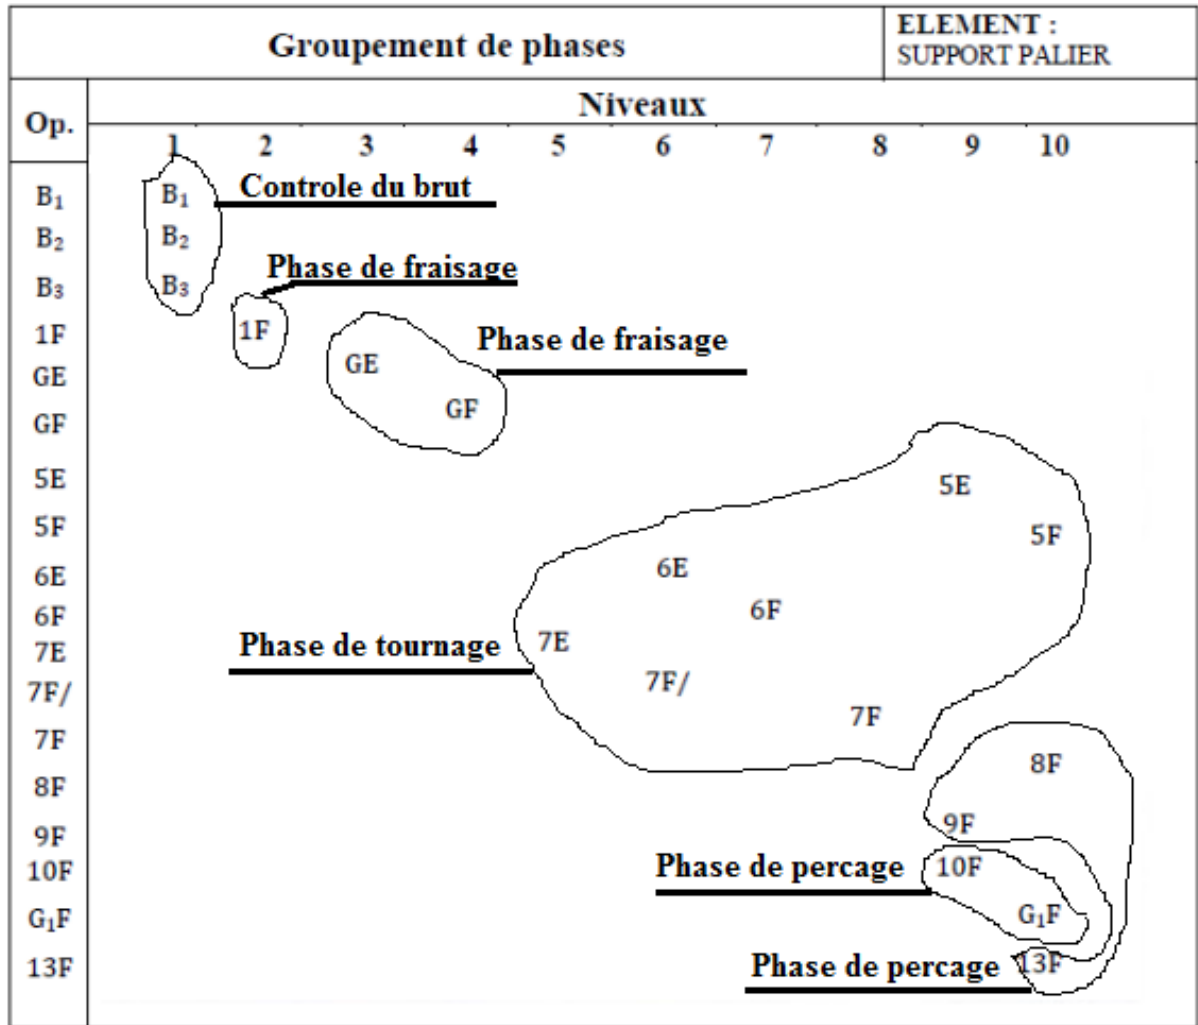 Groupement de phases
ELEMENT :
SUPPORT PALIER
Op.
Niveaux
1 2 3 4 5 6 7 8 9 10
B₁ B₁ Controle du brut
B₂ B₂
Phase de fraisage
B₃ B₃
1F 1F Phase de fraisage
GE GE
GF GF
5E 5E
5F 5F
6E 6E
6F 6F
7E Phase de tournage 7E
7F/ 7F/
7F 7F
8F 8F
9F 9F
10F Phase de percage 10F
G₁F G₁F
13F Phase de percage 13F